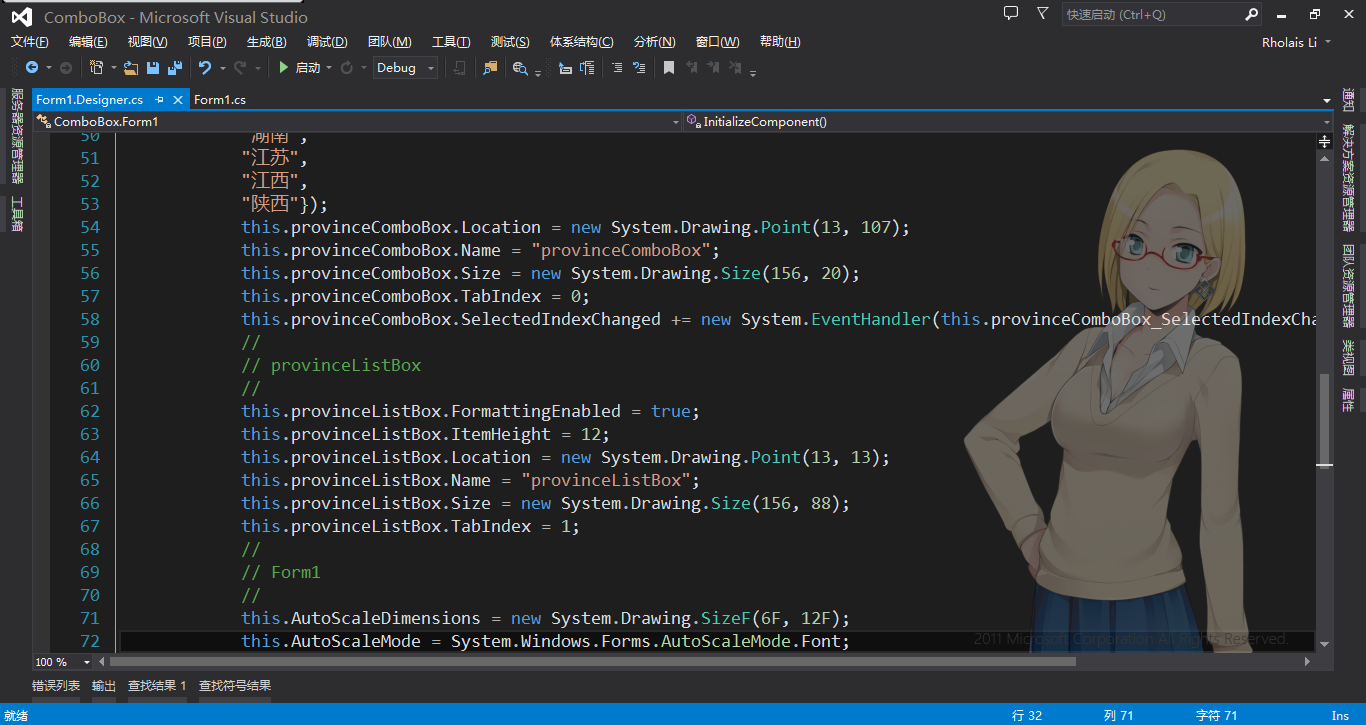 ComboBox - Microsoft Visual Studio
快速启动 (Ctrl+Q)
文件(F) 编辑(E) 视图(V) 项目(P) 生成(B) 调试(D) 团队(M) 工具(T) 测试(S) 体系结构(C) 分析(N) 窗口(W) 帮助(H)
Rholais Li
启动 Debug
Form1.Designer.cs Form1.cs
ComboBox.Form1 InitializeComponent()
服务器资源管理器
工具箱
50 "湖南",
51 "江苏",
52 "江西",
53 "陕西"});
54 this.provinceComboBox.Location = new System.Drawing.Point(13, 107);
55 this.provinceComboBox.Name = "provinceComboBox";
56 this.provinceComboBox.Size = new System.Drawing.Size(156, 20);
57 this.provinceComboBox.TabIndex = 0;
58 this.provinceComboBox.SelectedIndexChanged += new System.EventHandler(this.provinceComboBox_SelectedIndexCha
59 //
60 // provinceListBox
61 //
62 this.provinceListBox.FormattingEnabled = true;
63 this.provinceListBox.ItemHeight = 12;
64 this.provinceListBox.Location = new System.Drawing.Point(13, 13);
65 this.provinceListBox.Name = "provinceListBox";
66 this.provinceListBox.Size = new System.Drawing.Size(156, 88);
67 this.provinceListBox.TabIndex = 1;
68 //
69 // Form1
70 //
71 this.AutoScaleDimensions = new System.Drawing.SizeF(6F, 12F);
72 this.AutoScaleMode = System.Windows.Forms.AutoScaleMode.Font;
2011 Microsoft Corporation. All Rights Reserved.
通知
解决方案资源管理器
团队资源管理器
类视图
属性
100 %
错误列表 输出 查找结果 1 查找符号结果
就绪 行 32 列 71 字符 71 Ins